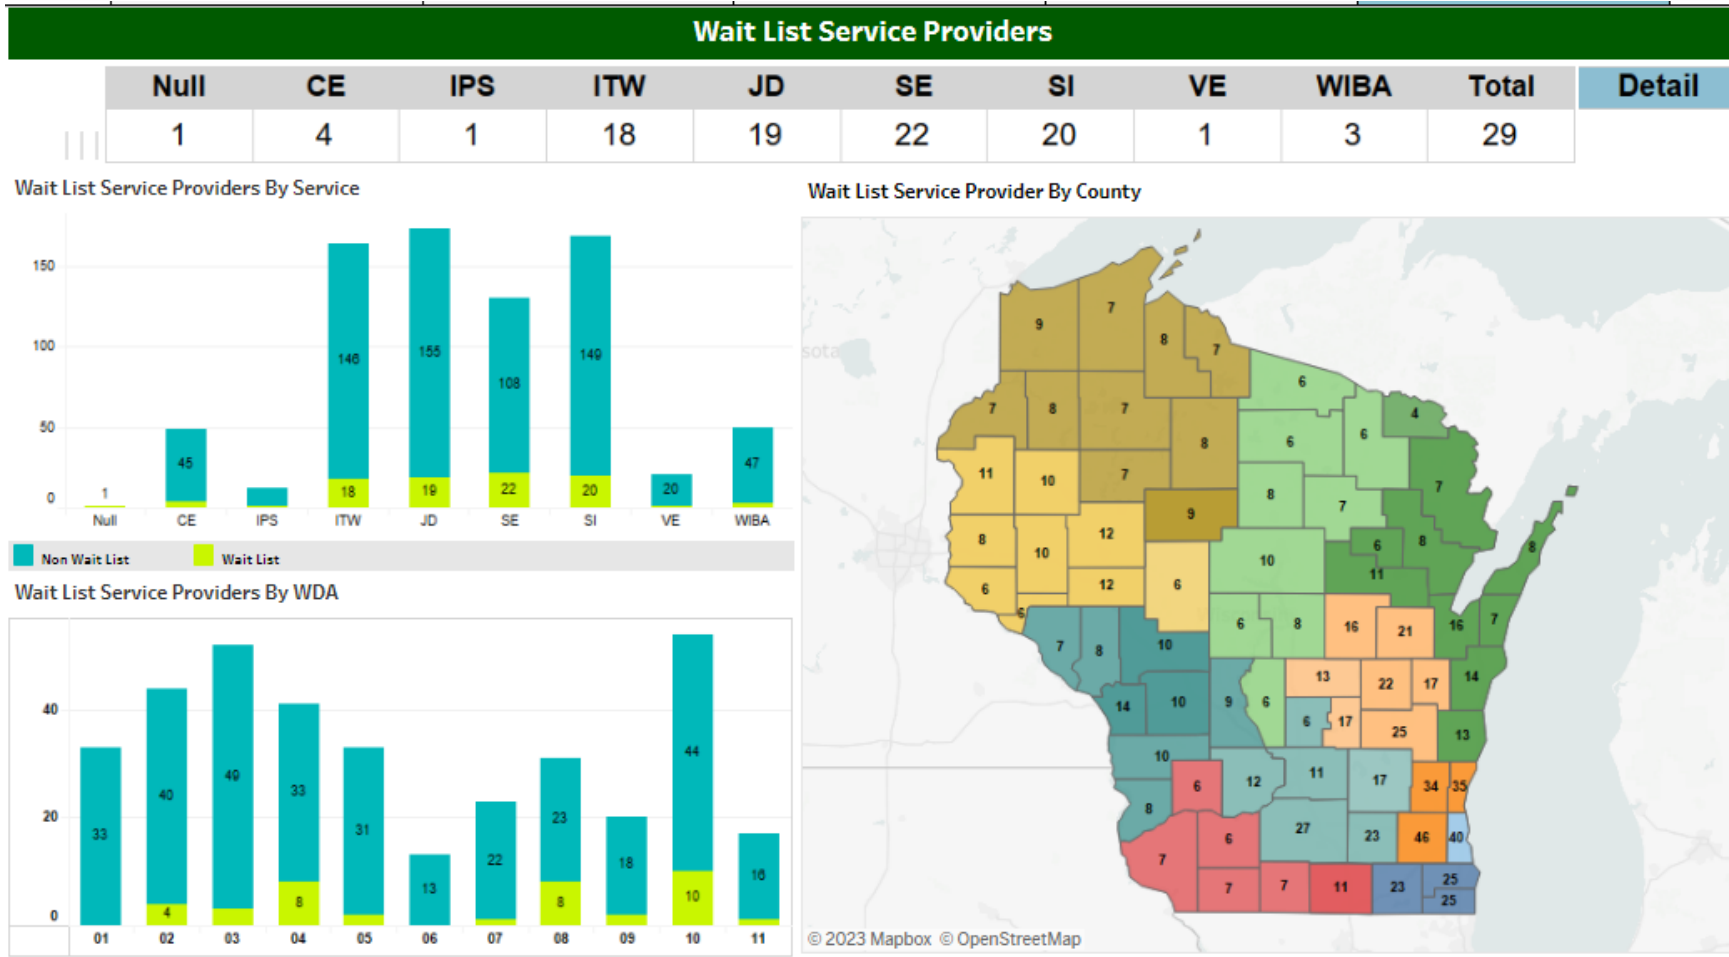 Wait List Service Providers
Null CE IPS ITW JD SE SI VE WIBA Total Detail
1 4 1 18 19 22 20 1 3 29
Wait List Service Providers By Service
150
100
50
0
146 155 108 149
45 47
1 18 19 22 20 20
Null CE IPS ITW JD SE SI VE WIBA
Non Wait List Wait List
Wait List Service Providers By WDA
40
20
0
33 40 49 33 31 13 22 23 18 44 16
4 8 8 10
01 02 03 04 05 06 07 08 09 10 11
Wait List Service Provider By County
sota
9 7 8 7
6
7 8 7 8 6 6 4
11 10 7 8 7 7
9
8 10 12 10 6 8 8
11
6 12 6
6 7 8 10 6 8 16 21 16 7
14 10 9 6 13 22 17 14
6 17 25 13
10 12 11 17 34 35
8 6
27 23 46 40
7 6
7 7 11 23 25
25
© 2023 Mapbox © OpenStreetMap